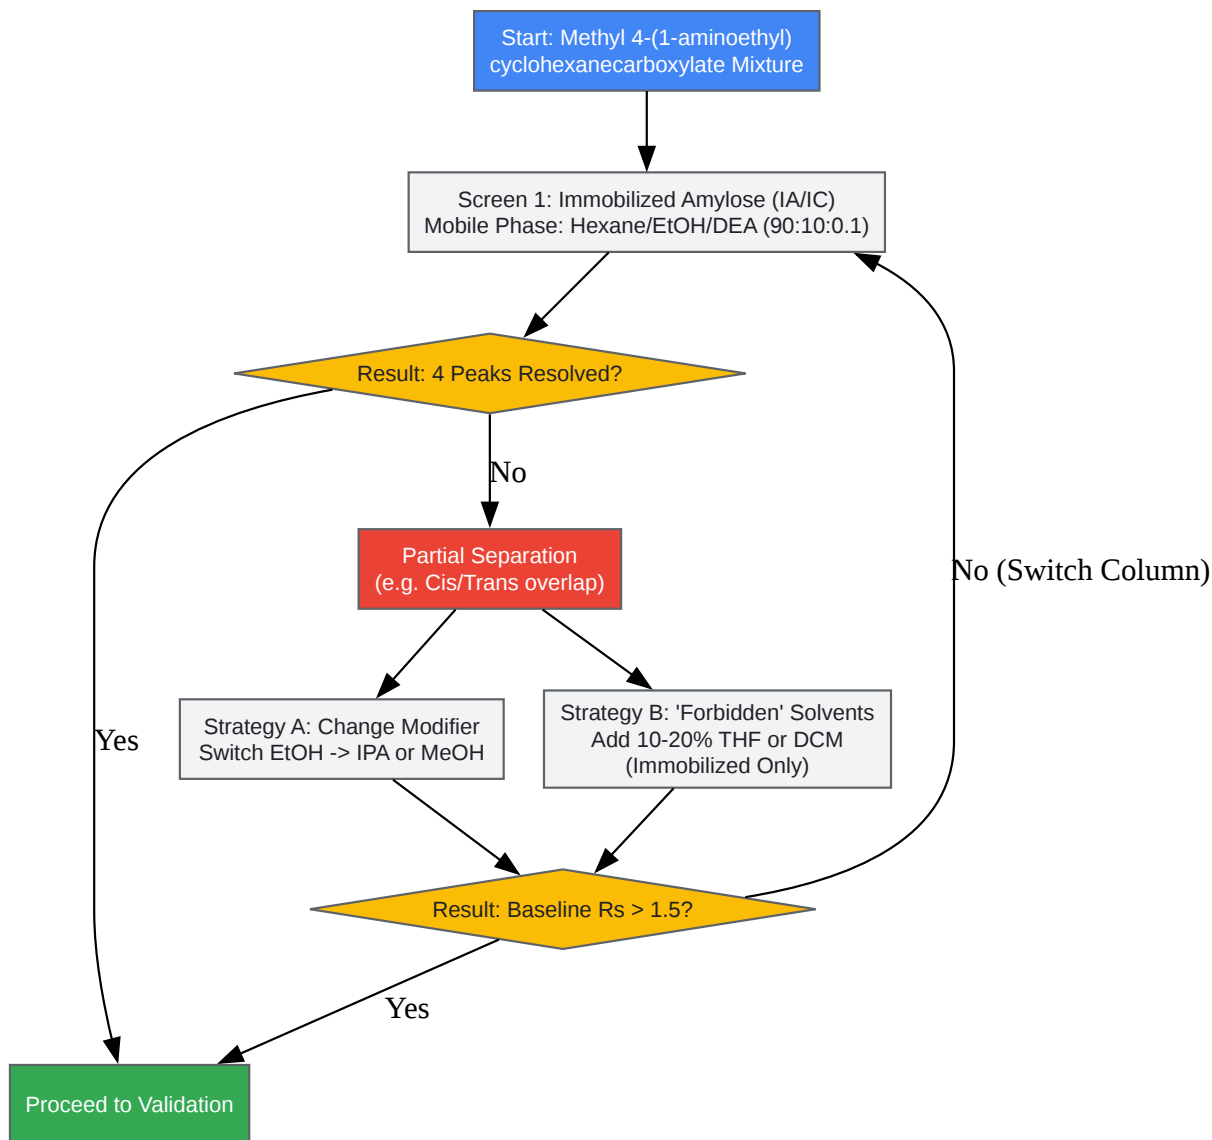 Start: Methyl 4-(1-aminoethyl)
cyclohexanecarboxylate Mixture
Screen 1: Immobilized Amylose (IA/IC)
Mobile Phase: Hexane/EtOH/DEA (90:10:0.1)
Result: 4 Peaks Resolved?
No
Partial Separation
(e.g. Cis/Trans overlap)
No (Switch Column)
Strategy A: Change Modifier
Switch EtOH -> IPA or MeOH
Strategy B: 'Forbidden' Solvents
Add 10-20% THF or DCM
(Immobilized Only)
Yes
Result: Baseline Rs > 1.5?
Yes
Proceed to Validation